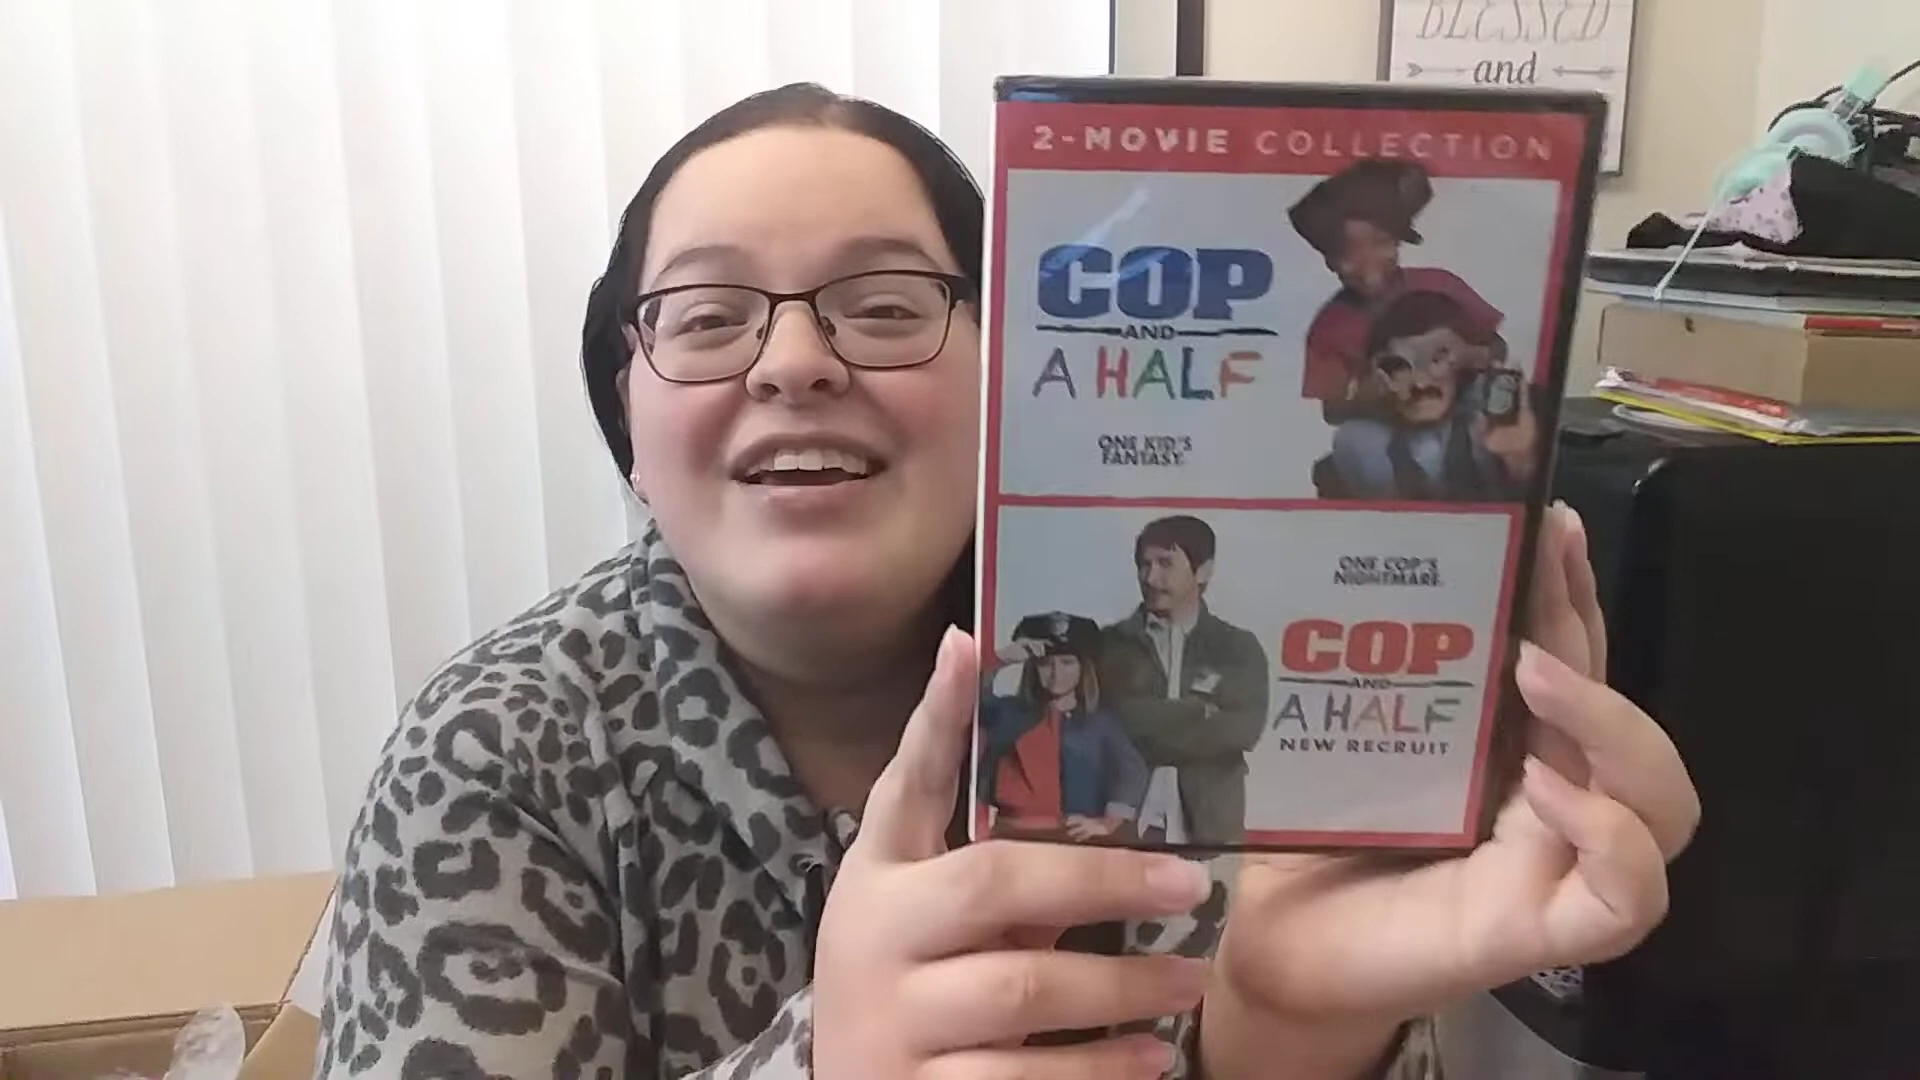 BLESSED
and
2-MOVIE COLLECTION
COP
AND
A HALF
ONE KID'S
FANTASY.
ONE COP'S
NIGHTMARE.
COP
AND
A HALF
NEW RECRUIT